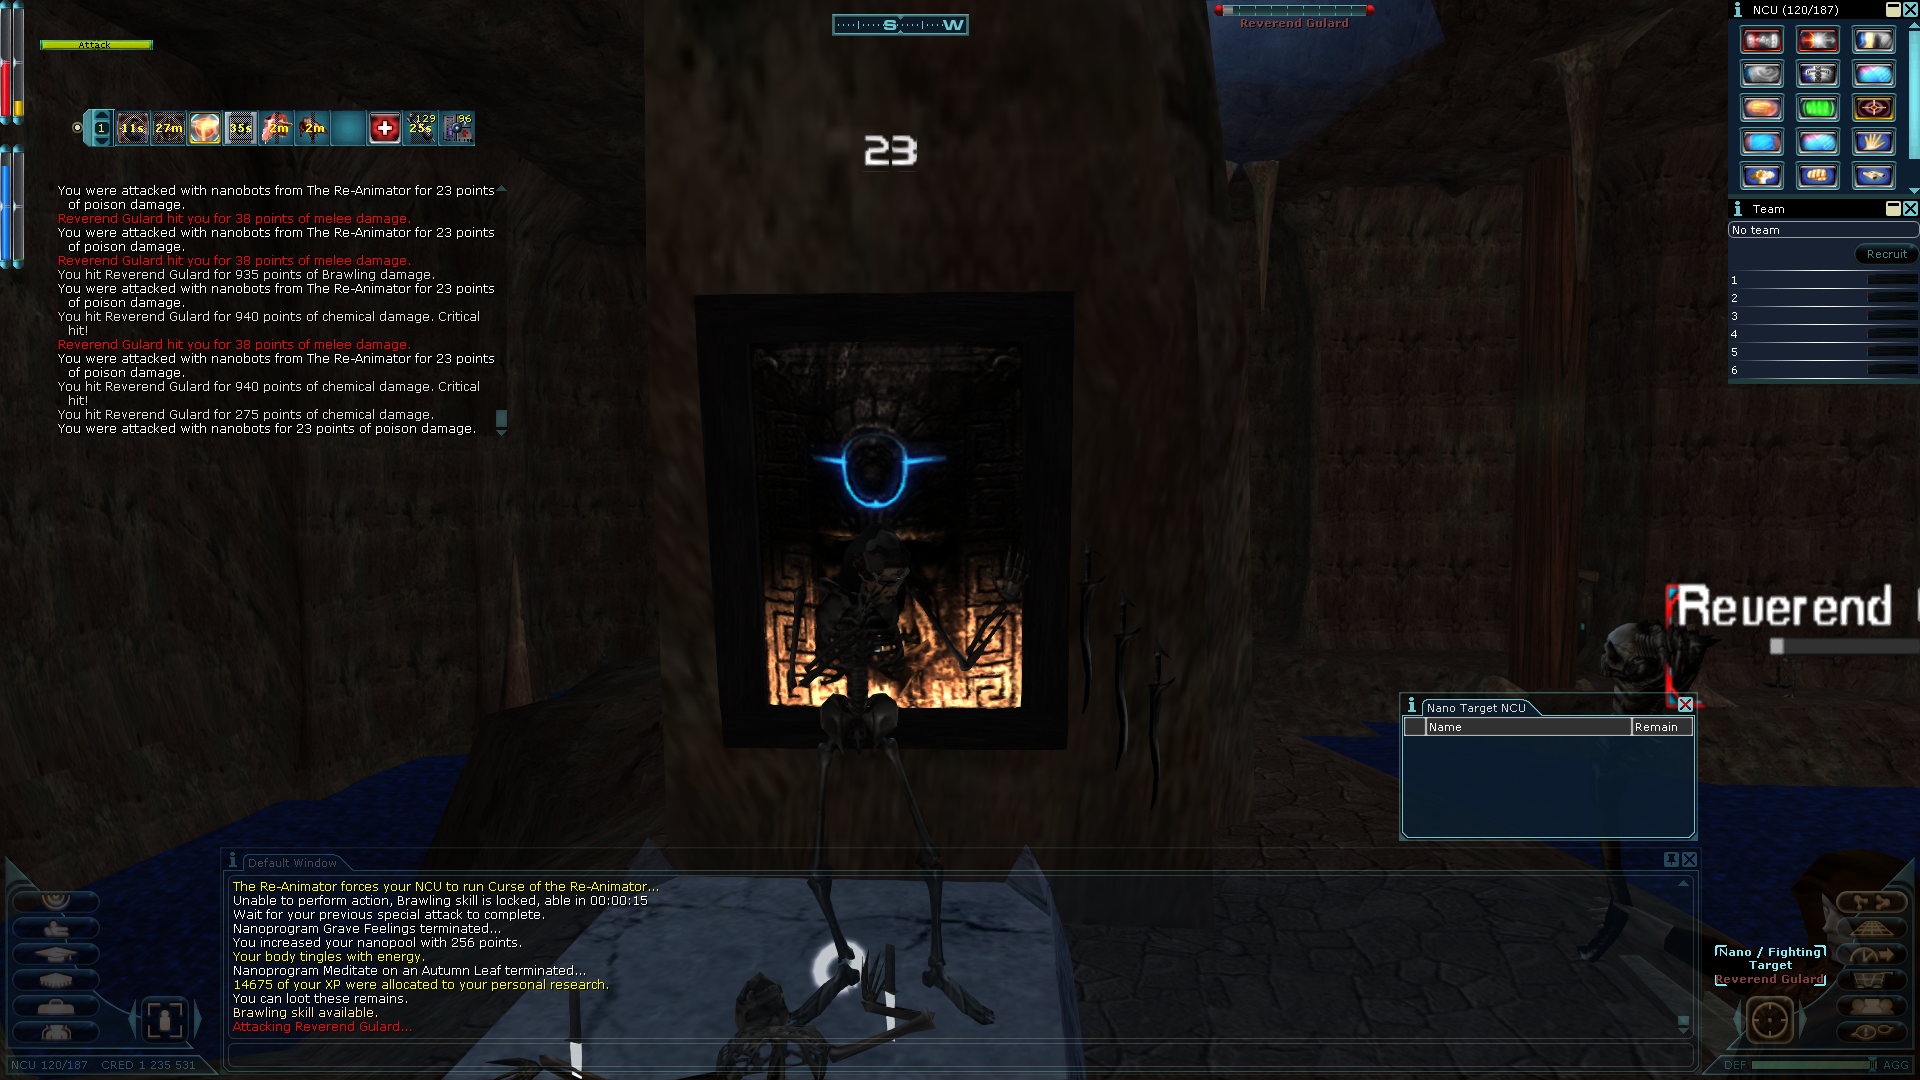 S W
Reverend Gulard
NCU (120/187)
Attack
1 11s 27m 35s 2m 2m 129 25s 96
23
You were attacked with nanobots from The Re-Animator for 23 points
of poison damage.
Reverend Gulard hit you for 38 points of melee damage.
You were attacked with nanobots from The Re-Animator for 23 points
of poison damage.
Reverend Gulard hit you for 38 points of melee damage.
You hit Reverend Gulard for 935 points of Brawling damage.
You were attacked with nanobots from The Re-Animator for 23 points
of poison damage.
You hit Reverend Gulard for 940 points of chemical damage. Critical
hit!
Reverend Gulard hit you for 38 points of melee damage.
You were attacked with nanobots from The Re-Animator for 23 points
of poison damage.
You hit Reverend Gulard for 940 points of chemical damage. Critical
hit!
You hit Reverend Gulard for 275 points of chemical damage.
You were attacked with nanobots for 23 points of poison damage.
Team
No team
Recruit
1
2
3
4
5
6
Reverend
Nano Target NCU
Name Remain
Default Window
The Re-Animator forces your NCU to run Curse of the Re-Animator...
Unable to perform action, Brawling skill is locked, able in 00:00:15
Wait for your previous special attack to complete.
Nanoprogram Grave Feelings terminated...
You increased your nanopool with 256 points.
Your body tingles with energy.
Nanoprogram Meditate on an Autumn Leaf terminated...
14675 of your XP were allocated to your personal research.
You can loot these remains.
Brawling skill available.
Attacking Reverend Gulard...
Nano / Fighting
Target
Reverend Gulard
NCU 120/187 CRED 1 235 531
DEF AGG